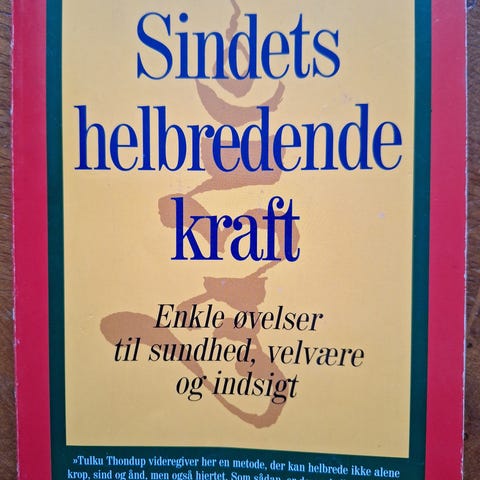 Sindets
helbredende
kraft
Enkle øvelser
til sundhed, velvære
og indsigt
»Tulku Thondup videregiver her en metode, der kan helbrede ikke alene
krop, sind og ånd, men også hjertet. Som sådan